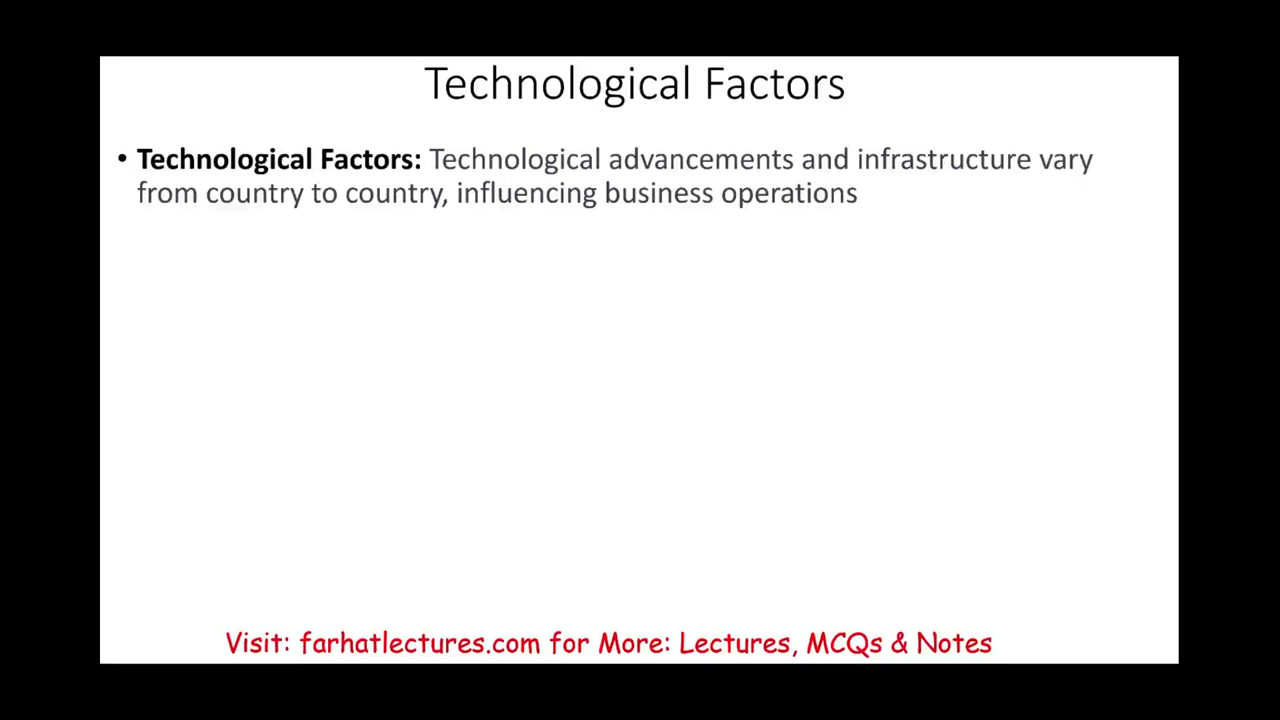 Technological Factors
• Technological Factors: Technological advancements and infrastructure vary
from country to country, influencing business operations
Visit: farhatlectures.com for More: Lectures, MCQs & Notes